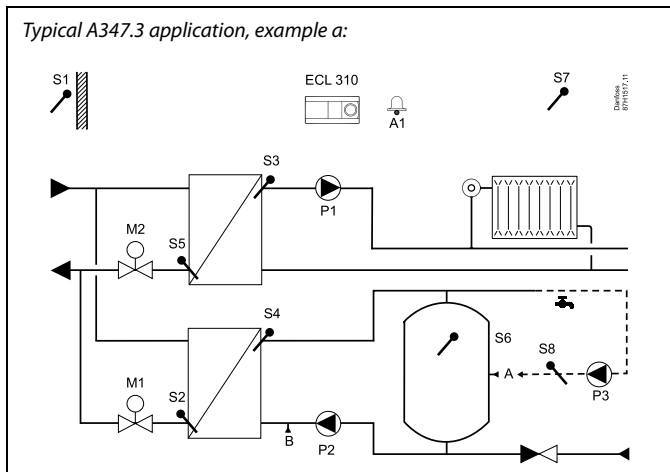 Typical A347.3 application, example a:
S1
ECL 310
A1
S7
Danfoss
87H1517.11
S3
P1
M2
S5
S4
S6
S8
A
P3
M1
S2
B
P2